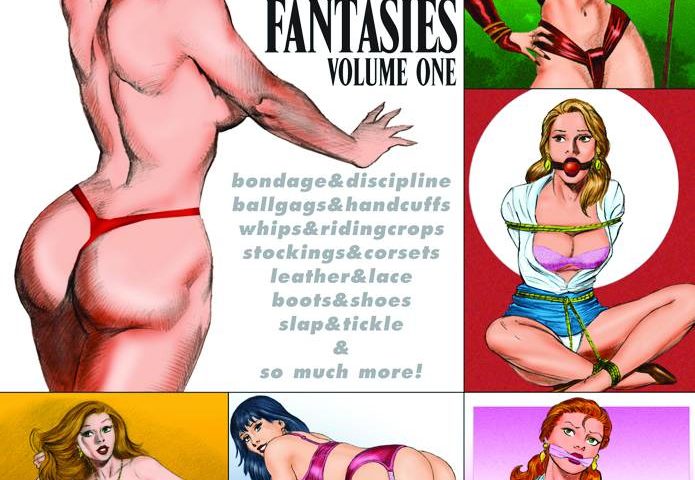 FANTASIES
VOLUME ONE
bondage&discipline
ballgags&handcuffs
whips&ridingcrops
stockings&corsets
leather&lace
boots&shoes
slap&tickle
&
so much more!